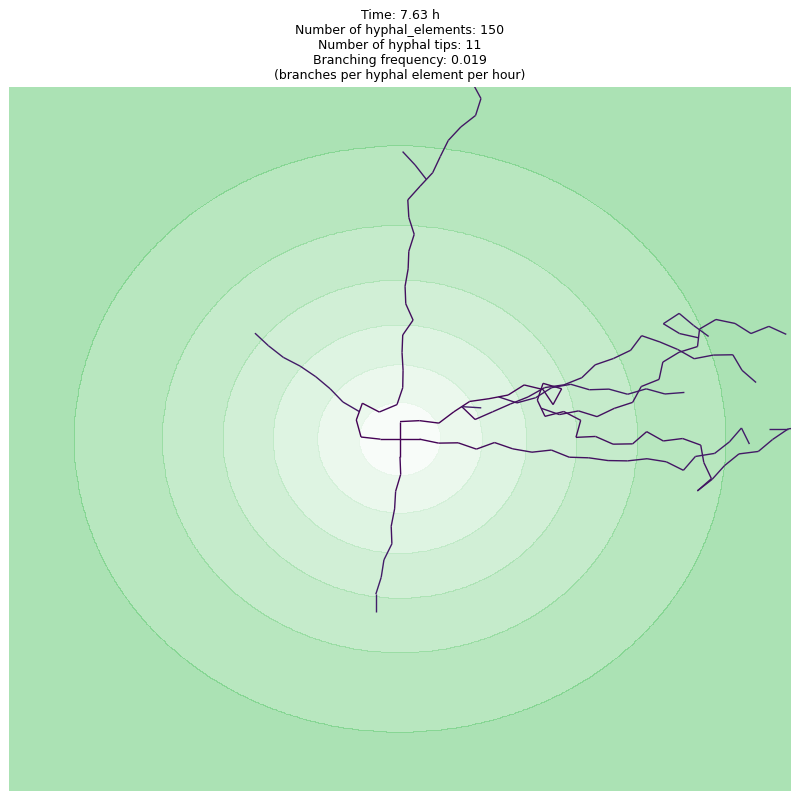 Time: 7.63 h
Number of hyphal_elements: 150
Number of hyphal tips: 11
Branching frequency: 0.019
(branches per hyphal element per hour)